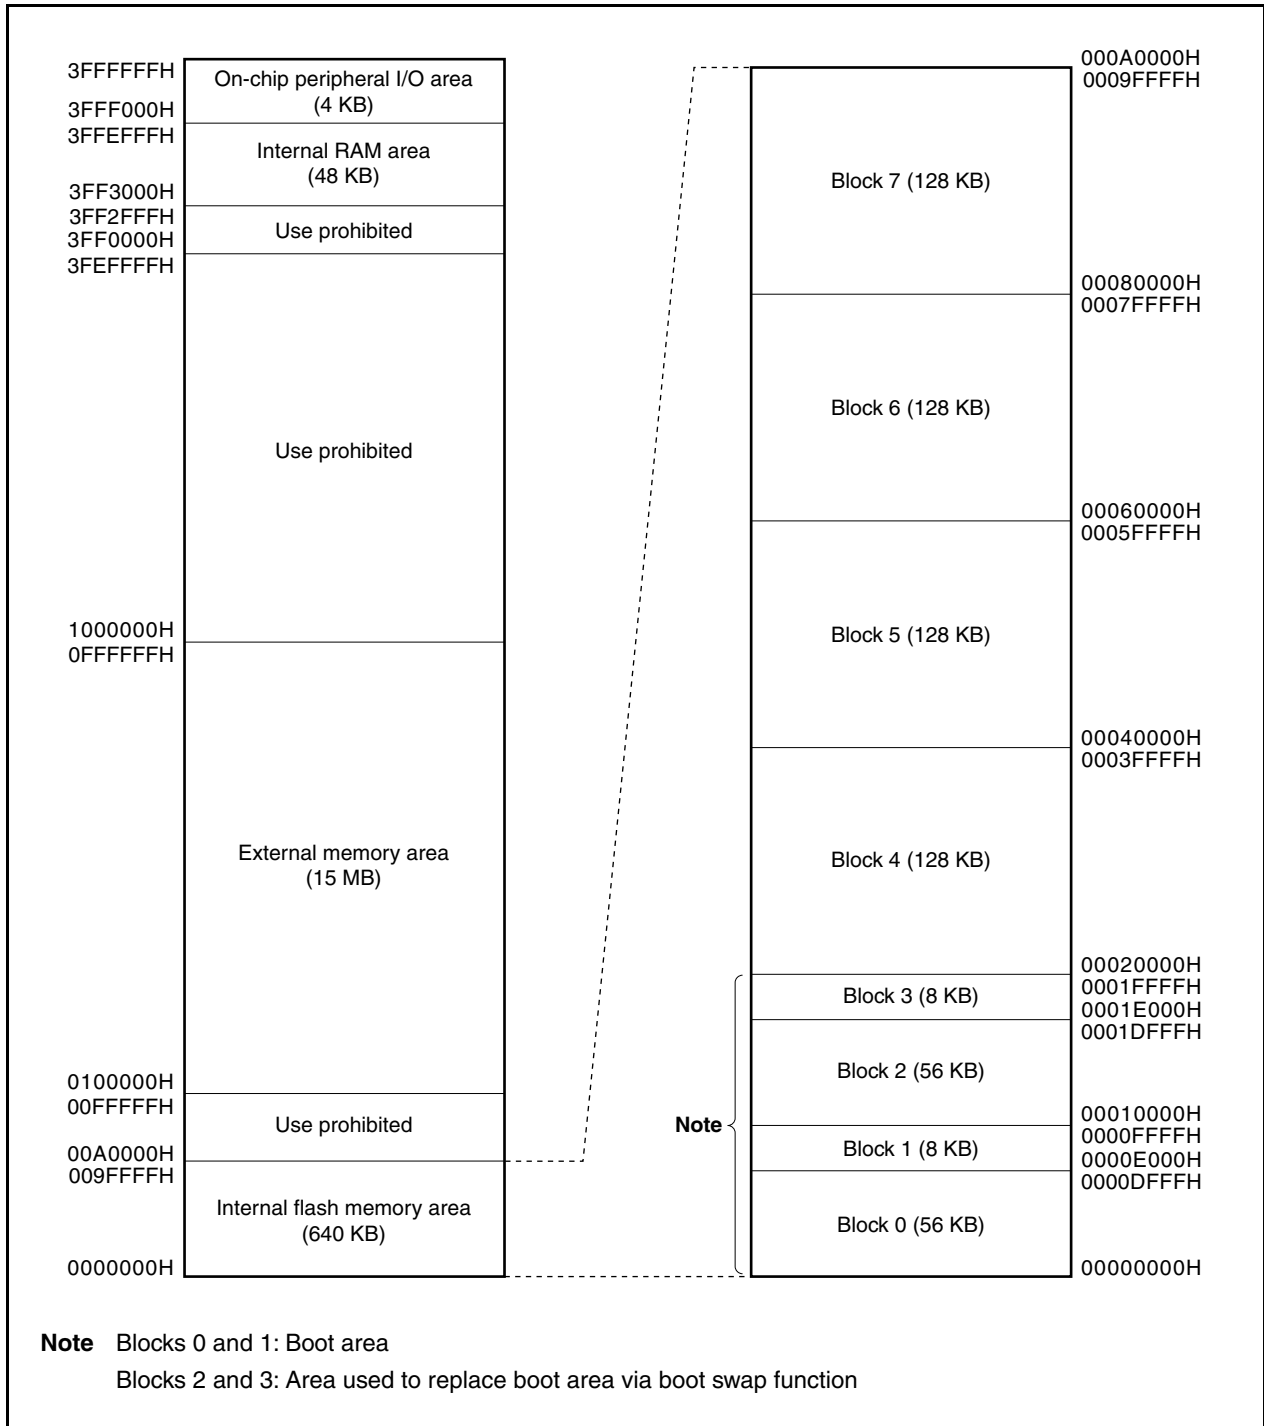 3FFFFFFH
On-chip peripheral I/O area
(4 KB)
3FFF000H
3FFEFFFH
Internal RAM area
(48 KB)
3FF3000H
3FF2FFFH
Use prohibited
3FF0000H
3FEFFFFH
Use prohibited
1000000H
0FFFFFFH
External memory area
(15 MB)
0100000H
00FFFFFH
Use prohibited
00A0000H
009FFFFH
Internal flash memory area
(640 KB)
0000000H
000A0000H
0009FFFFH
Block 7 (128 KB)
00080000H
0007FFFFH
Block 6 (128 KB)
00060000H
0005FFFFH
Block 5 (128 KB)
00040000H
0003FFFFH
Block 4 (128 KB)
00020000H
0001FFFFH
Block 3 (8 KB)
0001E000H
0001DFFFH
Block 2 (56 KB)
Note
00010000H
0000FFFFH
Block 1 (8 KB)
0000E000H
0000DFFFH
Block 0 (56 KB)
00000000H
Note Blocks 0 and 1: Boot area
Blocks 2 and 3: Area used to replace boot area via boot swap function